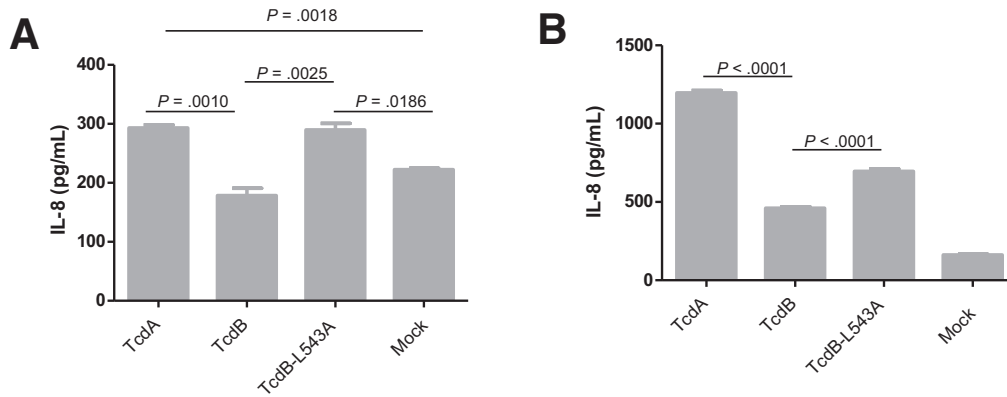 A
P = .0018
P = .0025
P = .0010
P = .0186
IL-8 (pg/mL)
400
300
200
100
0
TcdA
TcdB
TcdB-L543A
Mock
B
P < .0001
P < .0001
IL-8 (pg/mL)
1500
1000
500
0
TcdA
TcdB
TcdB-L543A
Mock